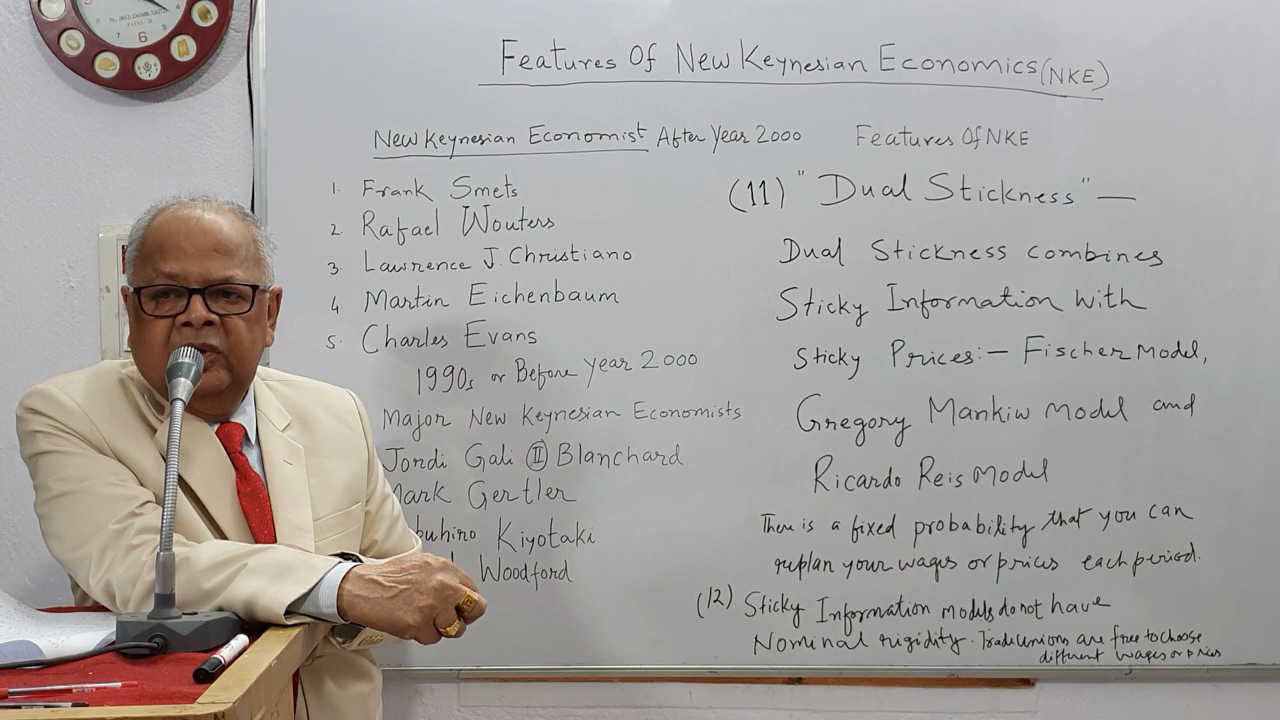 Features Of New Keynesian Economics (NKE)
New Keynesian Economist After Year 2000
1. Frank Smets
2. Rafael Wouters
3. Lawrence J. Christiano
4 Martin Eichenbaum
5. Charles Evans
1990s or Before year 2000
Major New Keynesian Economists
Jordi Gali II Blanchard
Mark Gertler
Kiyotaki
Woodford
Features Of NKE
(11) "Dual Stickness" —
Dual Stickness combines
Sticky Information With
Sticky Prices:— Fischer Model,
Gregory Mankiw Model and
Ricardo Reis Model
There is a fixed probability that you can
replan your wages or prices each period.
(12) Sticky Information models do not have
Nominal rigidity. Trade Unions are free to choose
different wages or prices
6
7
5
4